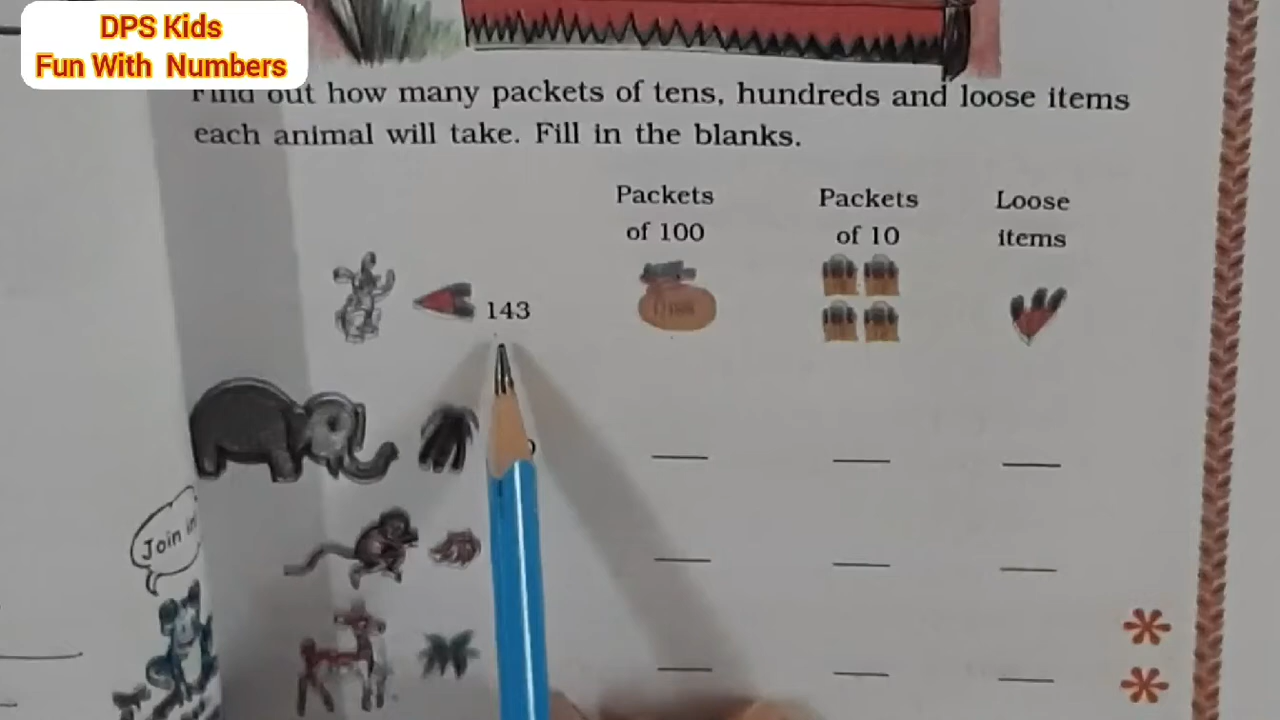 DPS Kids
Fun With Numbers
Find out how many packets of tens, hundreds and loose items
each animal will take. Fill in the blanks.
Packets of 100
Packets of 10
Loose items
143
Join in